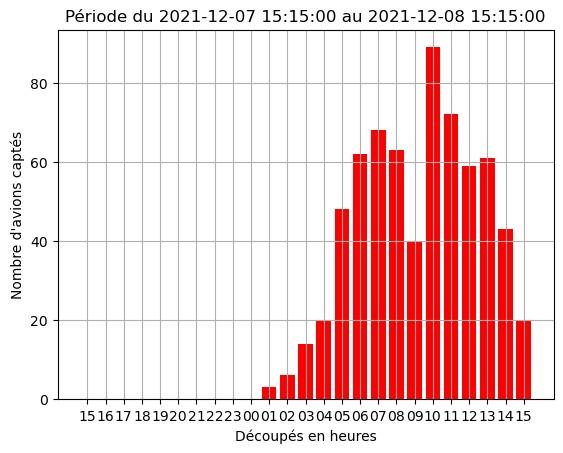 Période du 2021-12-07 15:15:00 au 2021-12-08 15:15:00
Nombre d'avions captés
80
60
40
20
0
15 16 17 18 19 20 21 22 23 00 01 02 03 04 05 06 07 08 09 10 11 12 13 14 15
Découpés en heures